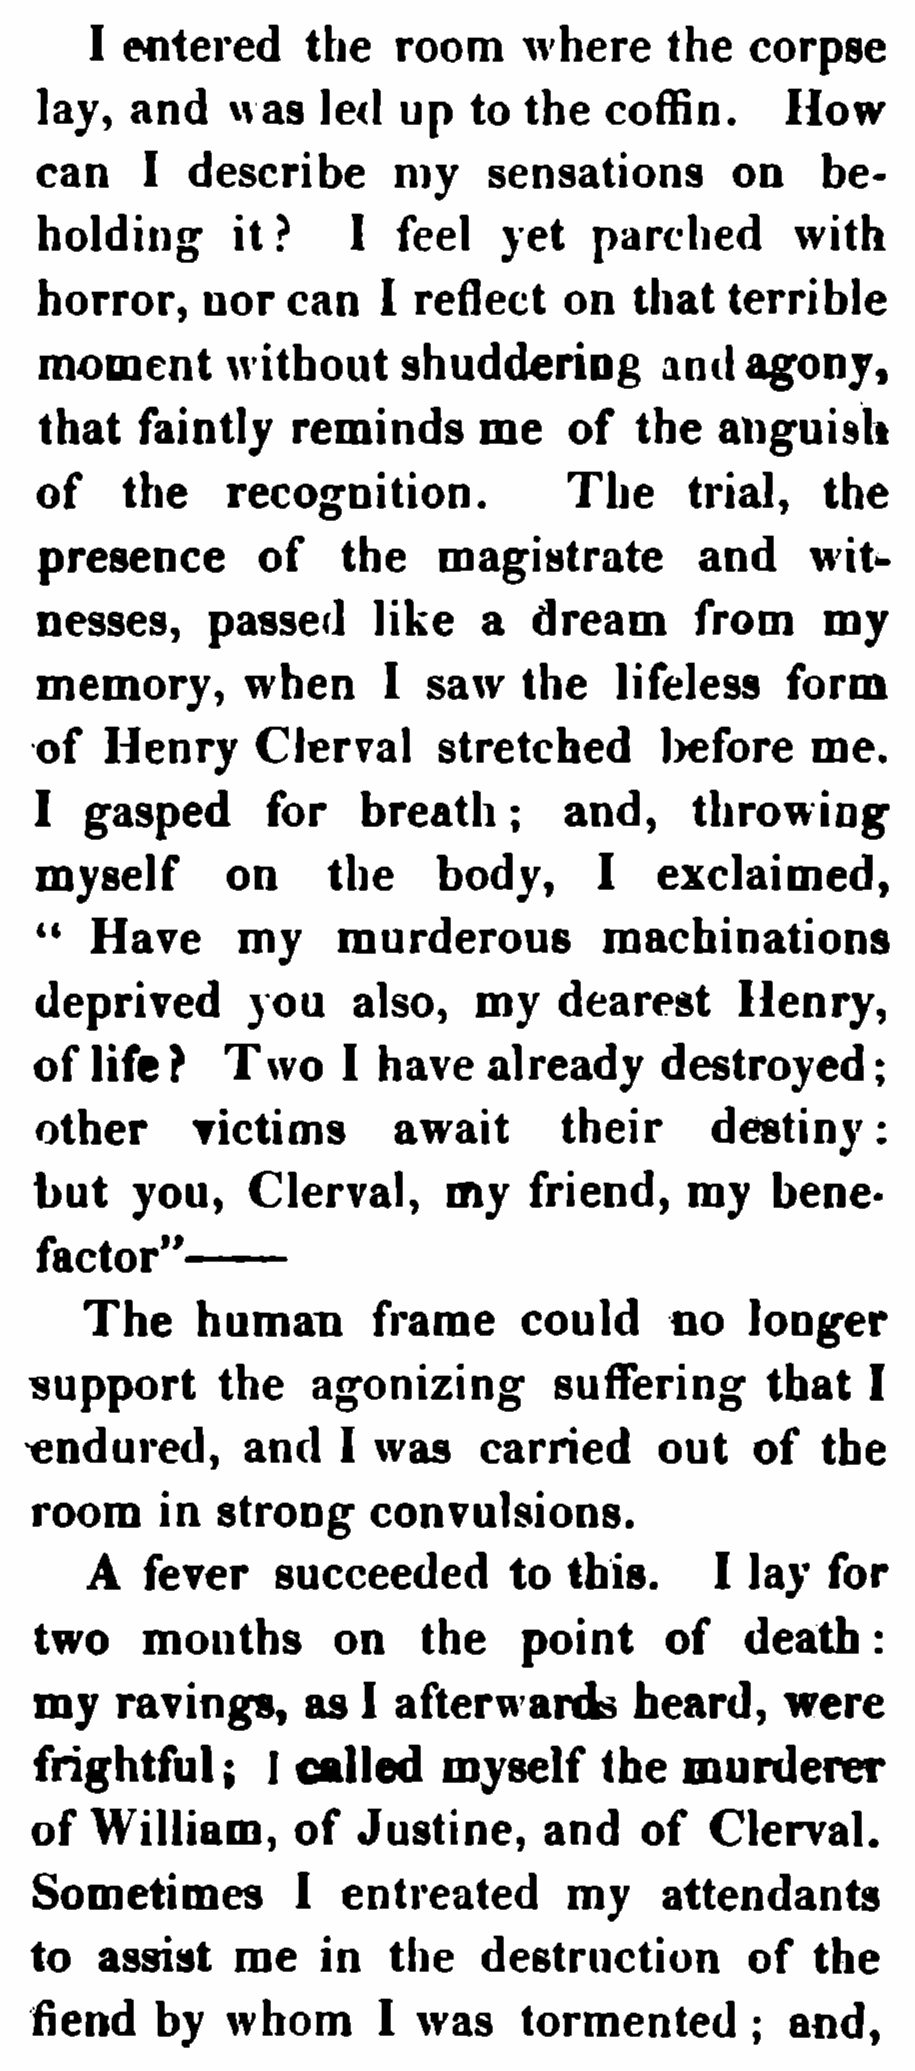 I entered the room where the corpse
lay, and was led up to the coffin. How
can I describe my sensations on be-
holding it? I feel yet parched with
horror, nor can I reflect on that terrible
moment without shuddering and agony,
that faintly reminds me of the anguish
of the recognition. The trial, the
presence of the magistrate and wit-
nesses, passed like a dream from my
memory, when I saw the lifeless form
of Henry Clerval stretched before me.
I gasped for breath; and, throwing
myself on the body, I exclaimed,
“ Have my murderous machinations
deprived you also, my dearest Henry,
of life? Two I have already destroyed;
other victims await their destiny:
but you, Clerval, my friend, my bene-
factor”——
The human frame could no longer
support the agonizing suffering that I
endured, and I was carried out of the
room in strong convulsions.
A fever succeeded to this. I lay for
two months on the point of death:
my ravings, as I afterwards heard, were
frightful; I called myself the murderer
of William, of Justine, and of Clerval.
Sometimes I entreated my attendants
to assist me in the destruction of the
fiend by whom I was tormented; and,